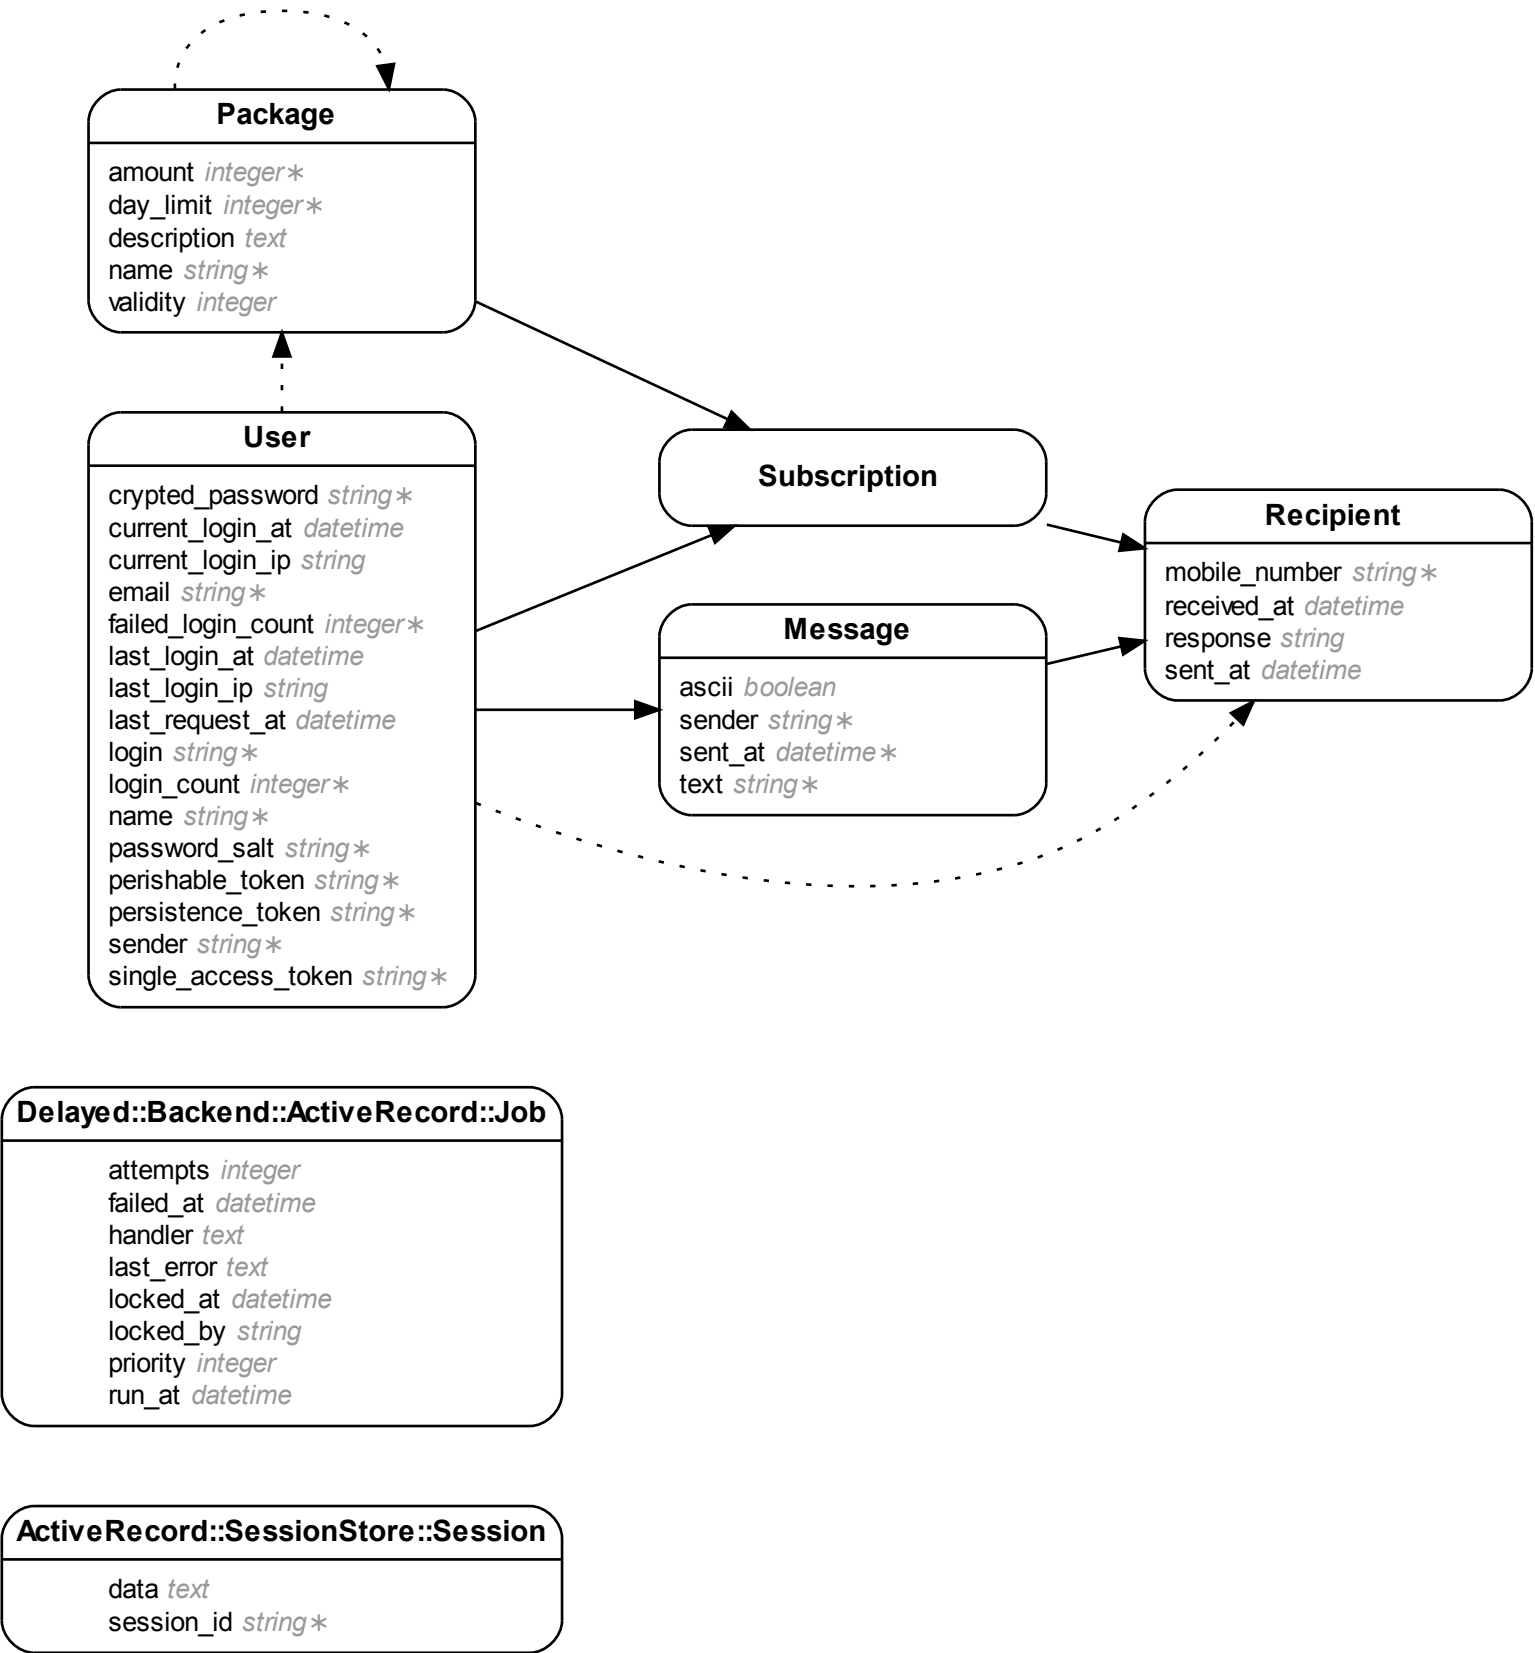 Package
amount integer∗
day_limit integer∗
description text
name string∗
validity integer
User
crypted_password string∗
current_login_at datetime
current_login_ip string
email string∗
failed_login_count integer∗
last_login_at datetime
last_login_ip string
last_request_at datetime
login string∗
login_count integer∗
name string∗
password_salt string∗
perishable_token string∗
persistence_token string∗
sender string∗
single_access_token string∗
Subscription
Message
ascii boolean
sender string∗
sent_at datetime∗
text string∗
Recipient
mobile_number string∗
received_at datetime
response string
sent_at datetime
Delayed::Backend::ActiveRecord::Job
attempts integer
failed_at datetime
handler text
last_error text
locked_at datetime
locked_by string
priority integer
run_at datetime
ActiveRecord::SessionStore::Session
data text
session_id string∗